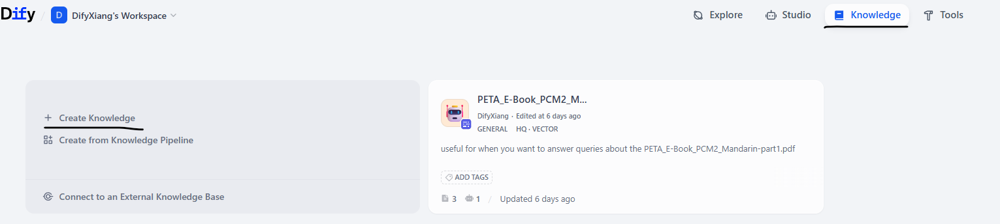 Dify / D DifyXiang's Workspace Explore Studio Knowledge Tools
+ Create Knowledge
Create from Knowledge Pipeline
Connect to an External Knowledge Base
PETA_E-Book_PCM2_M...
DifyXiang · Edited at 6 days ago
GENERAL HQ · VECTOR
useful for when you want to answer queries about the PETA_E-Book_PCM2_Mandarin-part1.pdf
ADD TAGS
3 1 / Updated 6 days ago